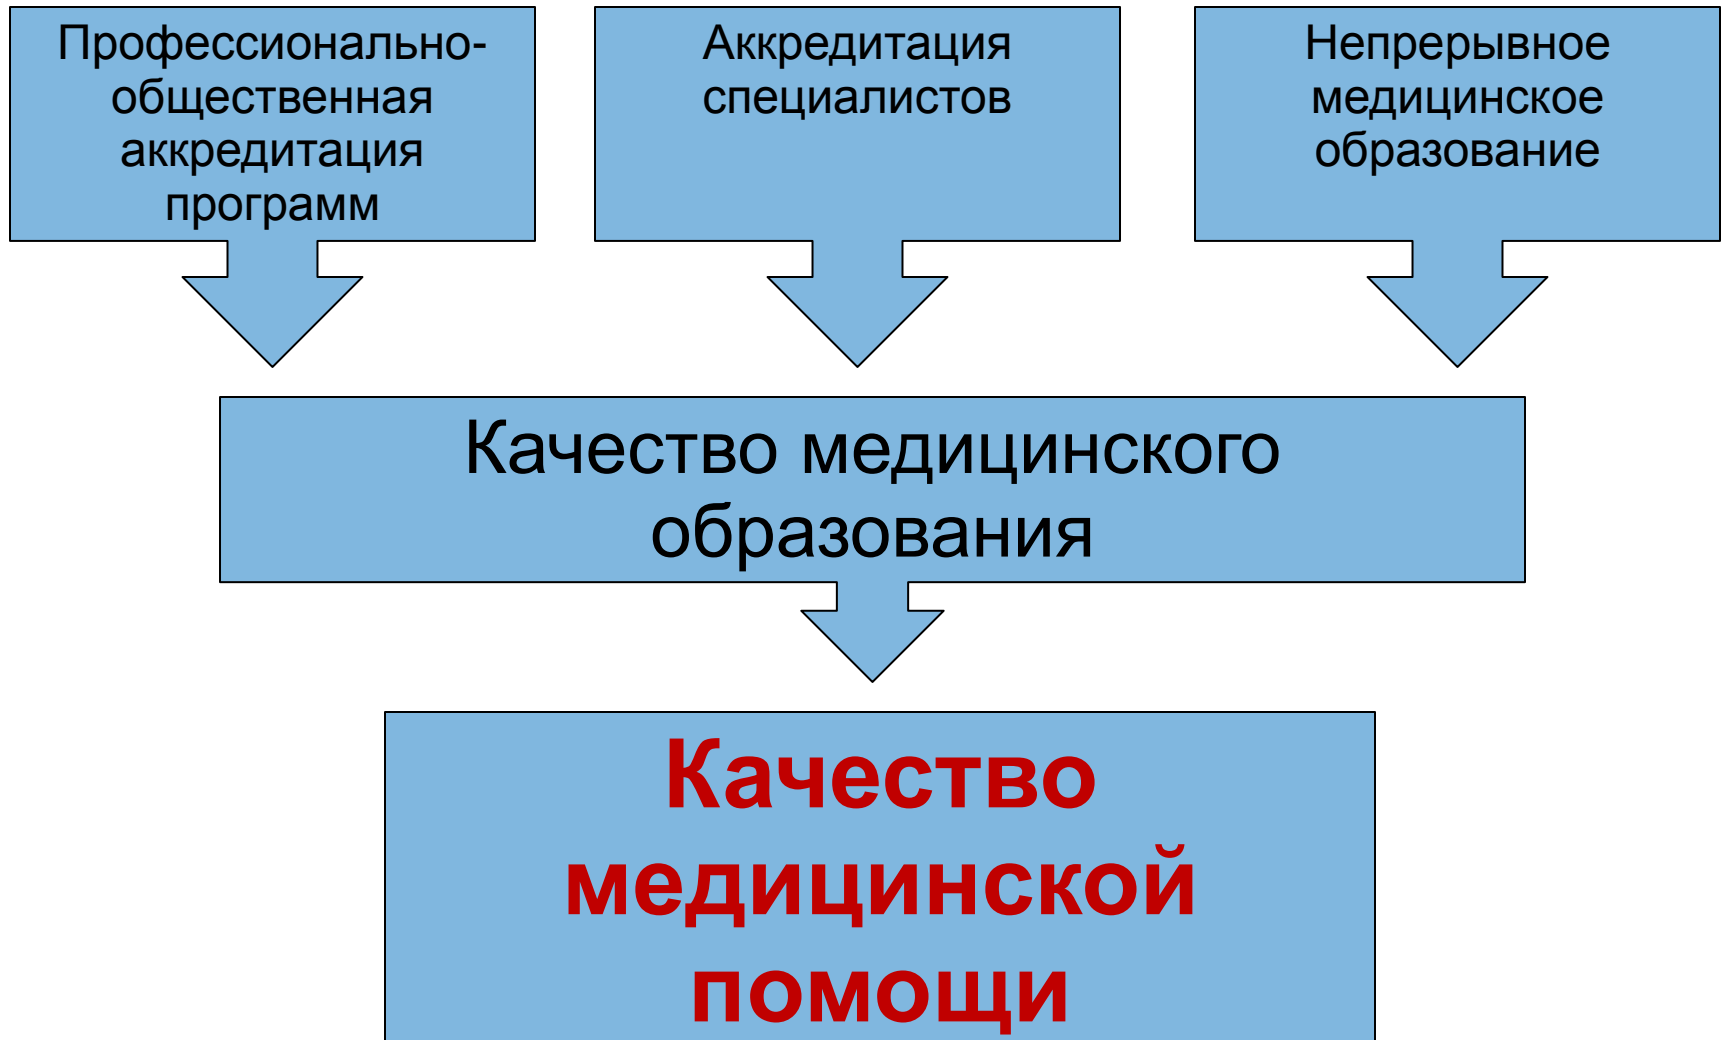 Профессионально-
общественная
аккредитация
программ
Аккредитация
специалистов
Непрерывное
медицинское
образование
Качество медицинского
образования
Качество
медицинской
помощи